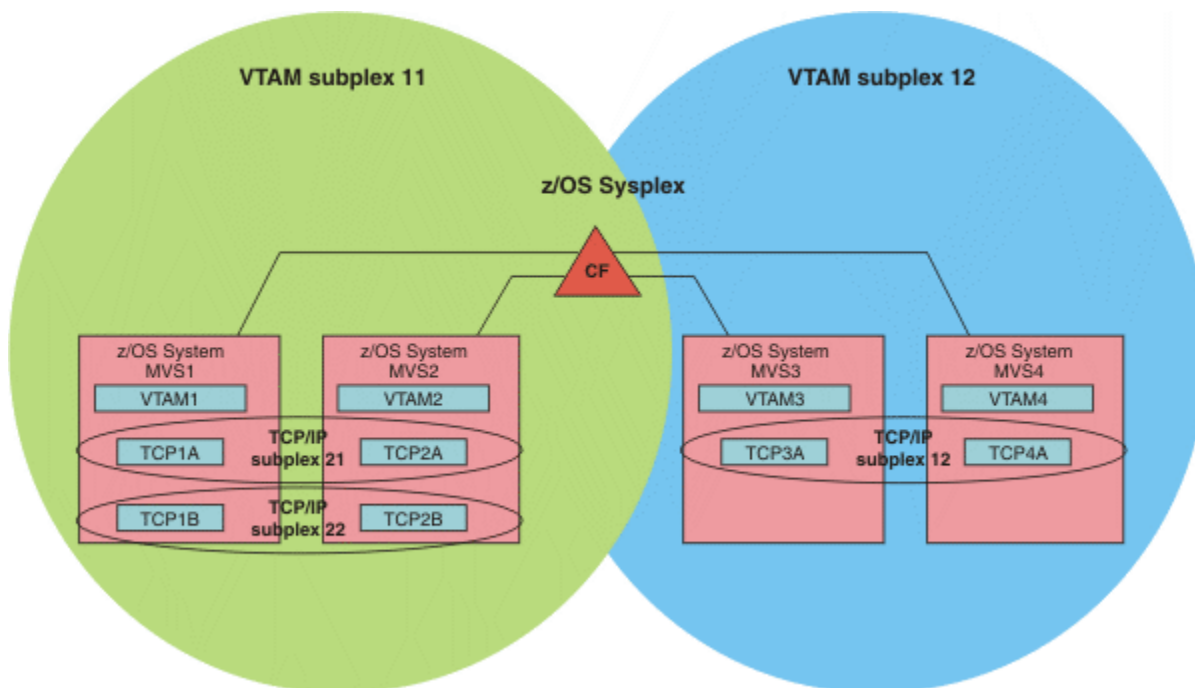 VTAM subplex 11
VTAM subplex 12
z/OS Sysplex
CF
z/OS System
MVS1
VTAM1
z/OS System
MVS2
VTAM2
z/OS System
MVS3
VTAM3
z/OS System
MVS4
VTAM4
TCP1A
TCP/IP
subplex 21
TCP2A
TCP3A
TCP/IP
subplex 12
TCP4A
TCP1B
TCP/IP
subplex 22
TCP2B